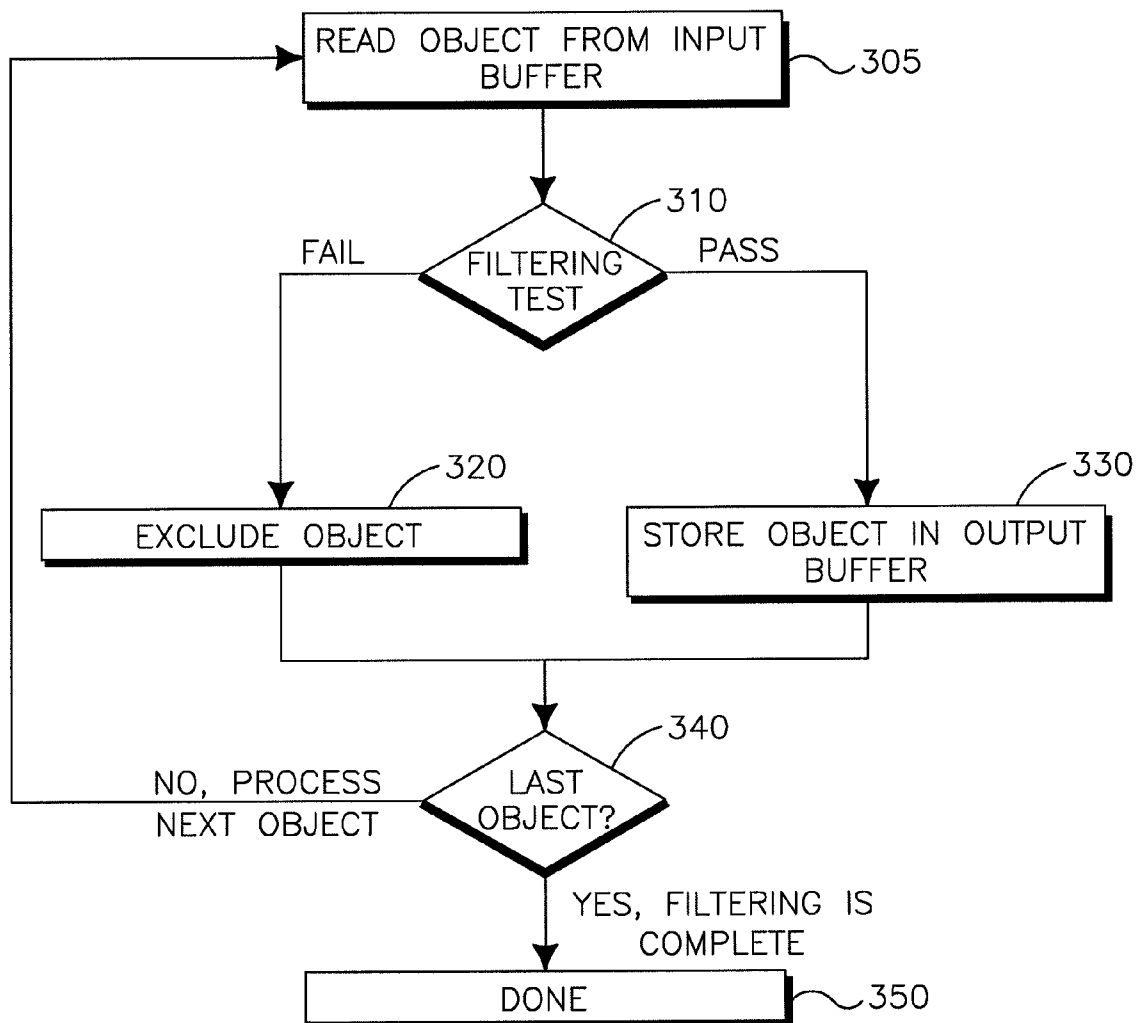 READ OBJECT FROM INPUT
BUFFER
305
310
FAIL
PASS
FILTERING
TEST
320
330
EXCLUDE OBJECT
STORE OBJECT IN OUTPUT
BUFFER
340
NO, PROCESS
NEXT OBJECT
LAST
OBJECT?
YES, FILTERING IS
COMPLETE
DONE
350